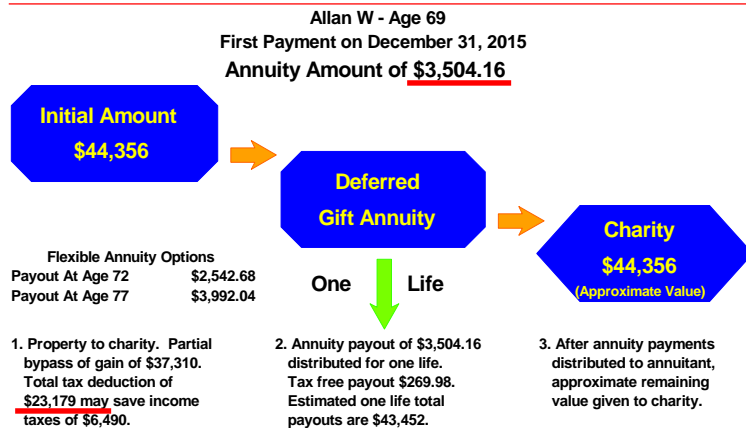 Allan W - Age 69
First Payment on December 31, 2015
Annuity Amount of $3,504.16
Initial Amount
$44,356
Deferred
Gift Annuity
Charity
$44,356
(Approximate Value)
Flexible Annuity Options
Payout At Age 72 $2,542.68
Payout At Age 77 $3,992.04
One Life
1. Property to charity. Partial
bypass of gain of $37,310.
Total tax deduction of
$23,179 may save income
taxes of $6,490.
2. Annuity payout of $3,504.16
distributed for one life.
Tax free payout $269.98.
Estimated one life total
payouts are $43,452.
3. After annuity payments
distributed to annuitant,
approximate remaining
value given to charity.